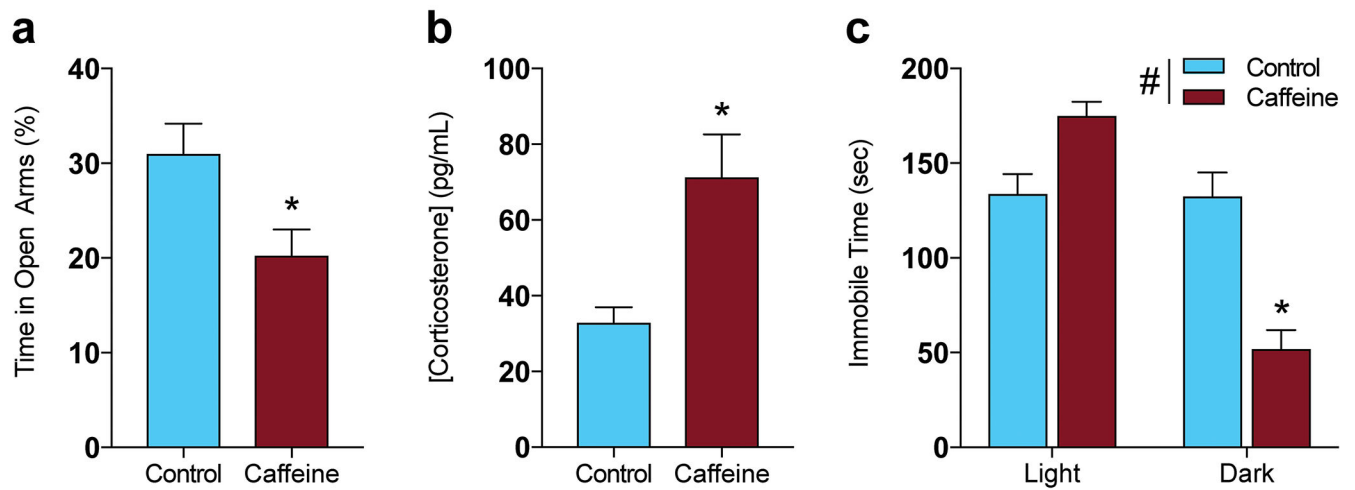 a
Time in Open Arms (%)
40
30
20
10
0
*
Control Caffeine
b
[Corticosterone] (pg/mL)
100
80
60
40
20
0
*
Control Caffeine
c
Immobile Time (sec)
200
150
100
50
0
# Control
Caffeine
*
Light Dark